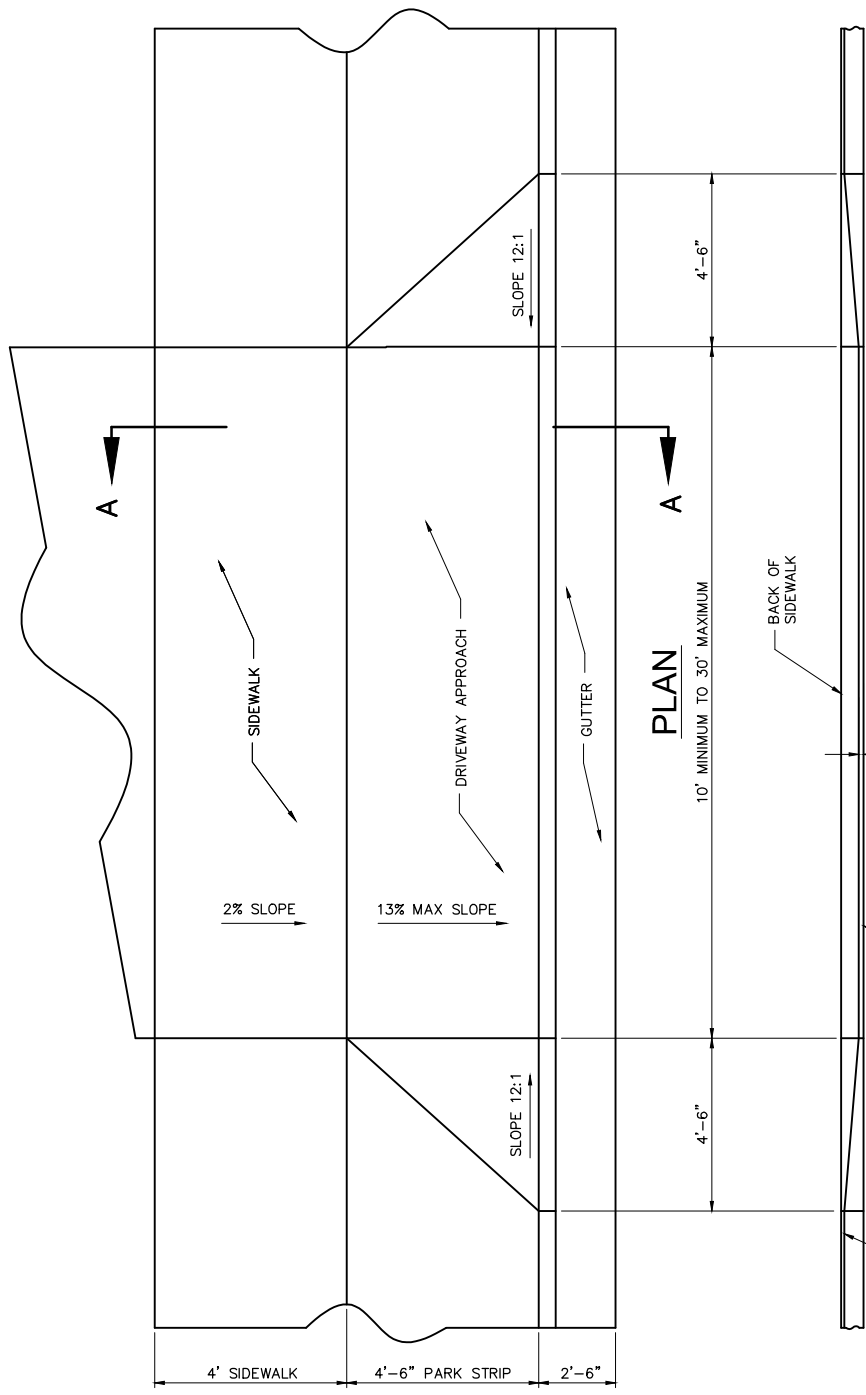 A
A
SLOPE 12:1
4'-6"
SIDEWALK
DRIVEWAY APPROACH
GUTTER
PLAN
10' MINIMUM TO 30' MAXIMUM
BACK OF
SIDEWALK
2% SLOPE
13% MAX SLOPE
SLOPE 12:1
4'-6"
4' SIDEWALK
4'-6" PARK STRIP
2'-6"